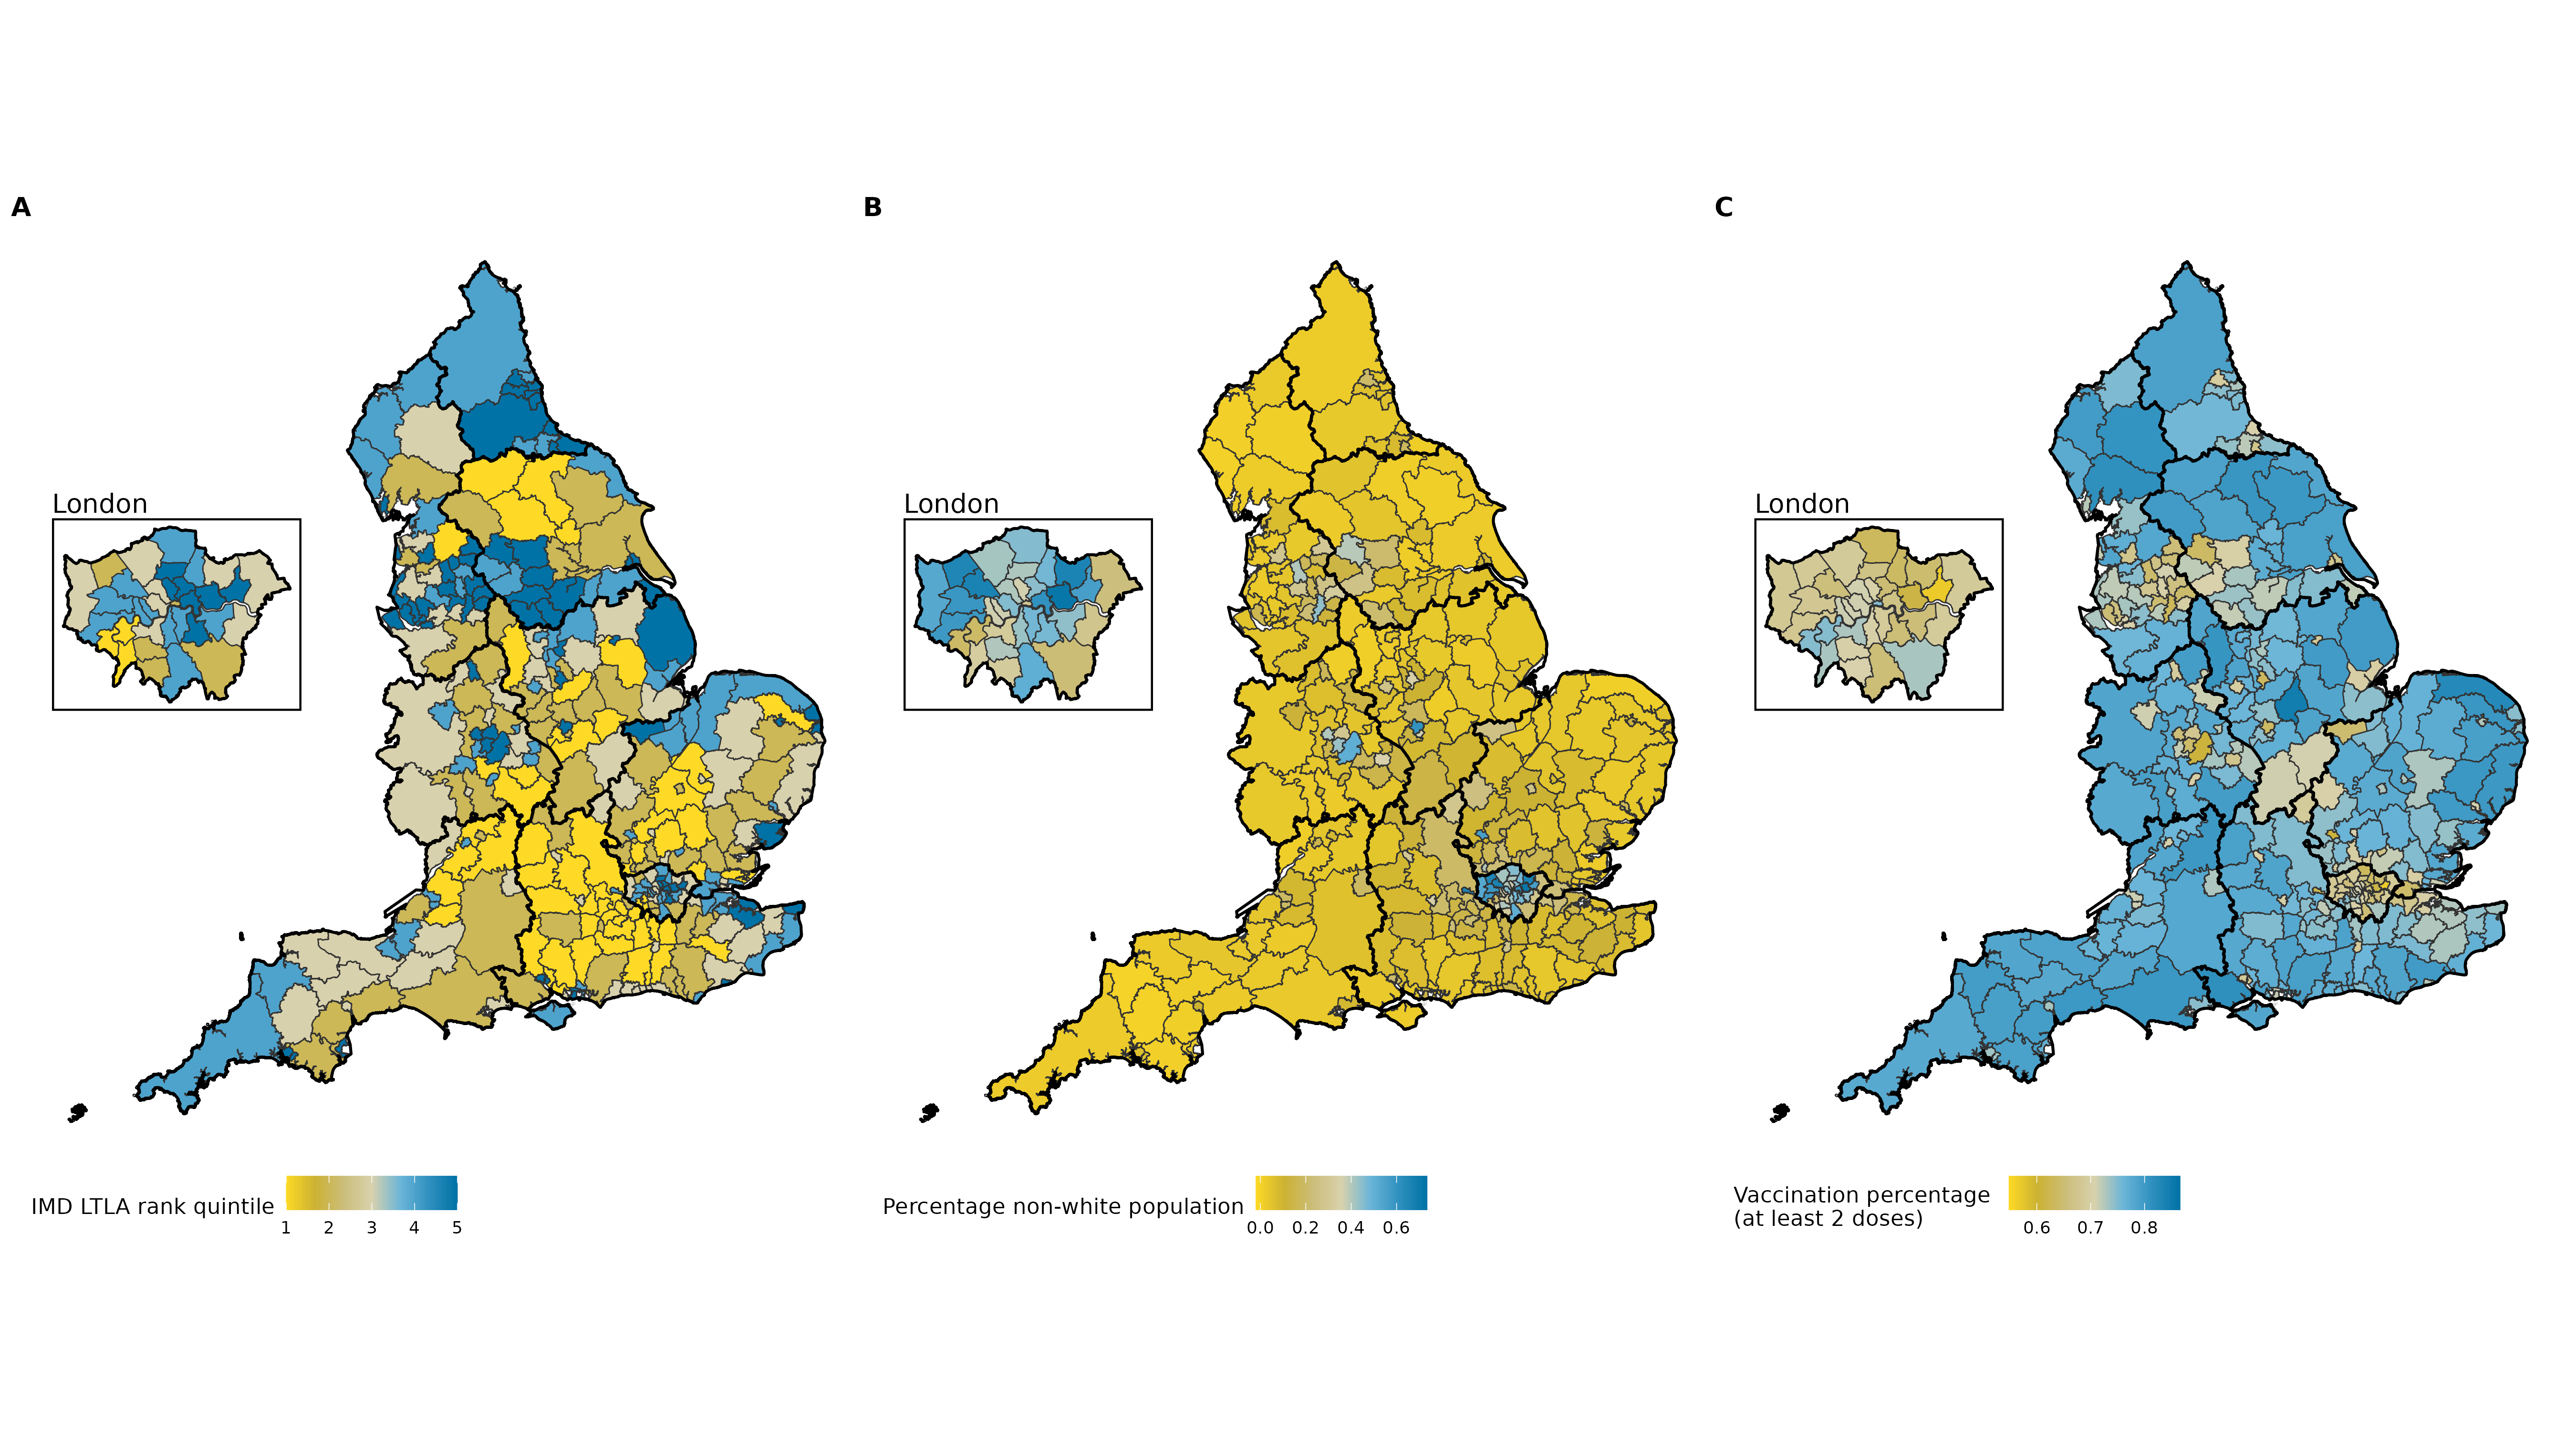 A
B
C
London
London
London
IMD LTLA rank quintile
1 2 3 4 5
Percentage non-white population
0.0 0.2 0.4 0.6
Vaccination percentage
(at least 2 doses)
0.6 0.7 0.8